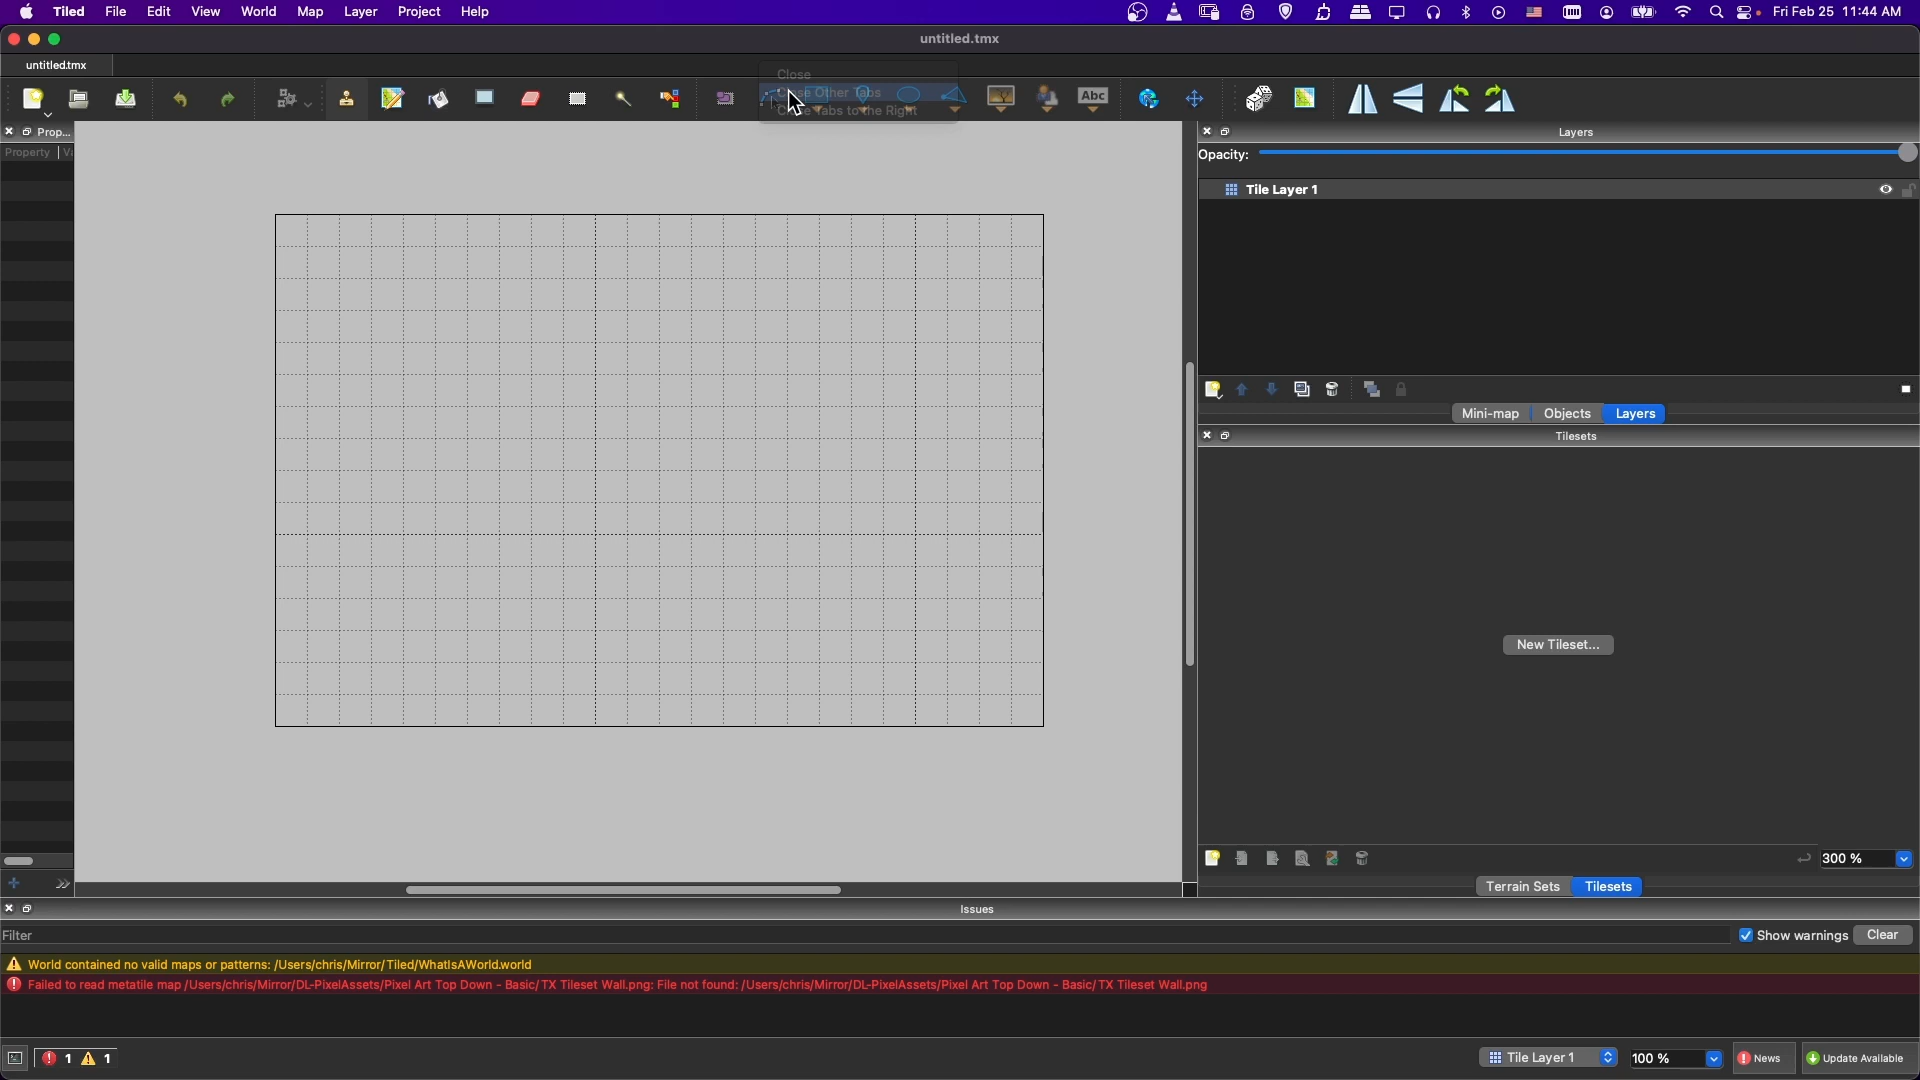 Tiled File Edit View World Map Layer Project Help Fri Feb 25 11:44 AM
untitled.tmx
untitled.tmx
Close
Close Other Tabs
Close Tabs to the Right
Abc
Prop...
Property
Layers
Opacity:
Tile Layer 1
Mini-map Objects Layers
Tilesets
New Tileset...
300 %
Terrain Sets Tilesets
Issues
Filter Show warnings Clear
World contained no valid maps or patterns: /Users/chris/Mirror/Tiled/WhatIsAWorld.world
Failed to read metatile map /Users/chris/Mirror/DL-PixelAssets/Pixel Art Top Down - Basic/TX Tileset Wall.png: File not found: /Users/chris/Mirror/DL-PixelAssets/Pixel Art Top Down - Basic/TX Tileset Wall.png
1 1 Tile Layer 1 100 % News Update Available